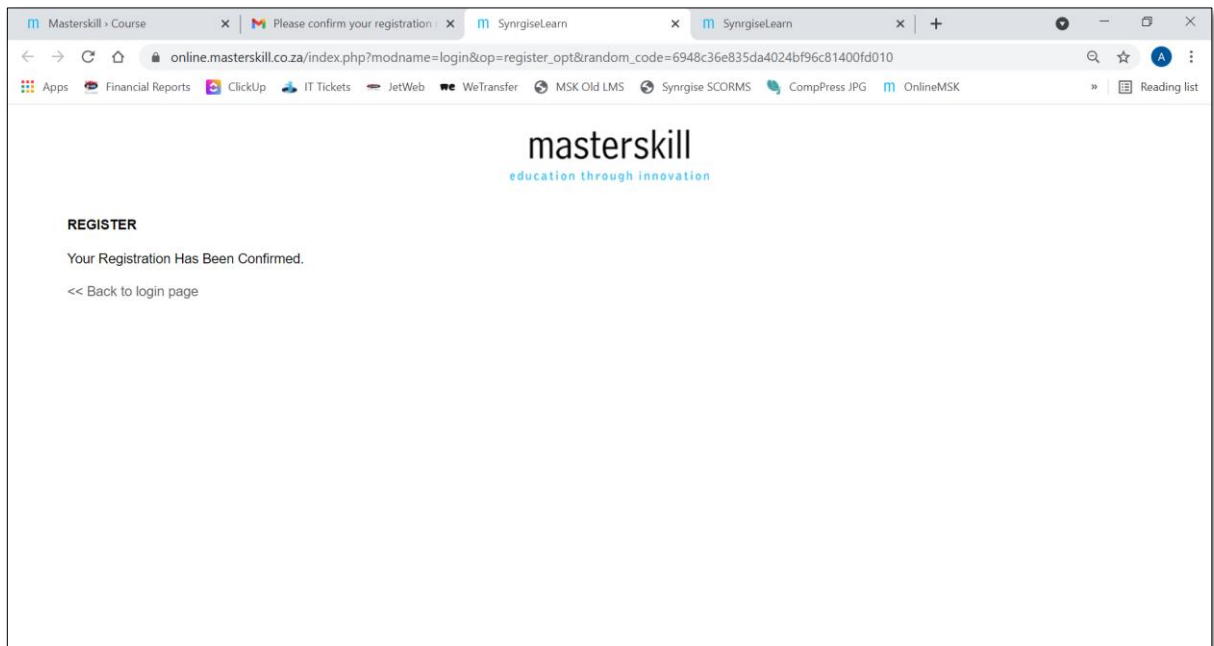 m Masterskill › Course
Please confirm your registration
m SynrgiseLearn
m SynrgiseLearn
online.masterskill.co.za/index.php?modname=login&op=register_opt&random_code=6948c36e835da4024bf96c81400fd010
A
Apps Financial Reports ClickUp IT Tickets JetWeb we WeTransfer MSK Old LMS Synrgise SCORMS CompPress JPG m OnlineMSK » Reading list
masterskill
education through innovation
REGISTER
Your Registration Has Been Confirmed.
<< Back to login page